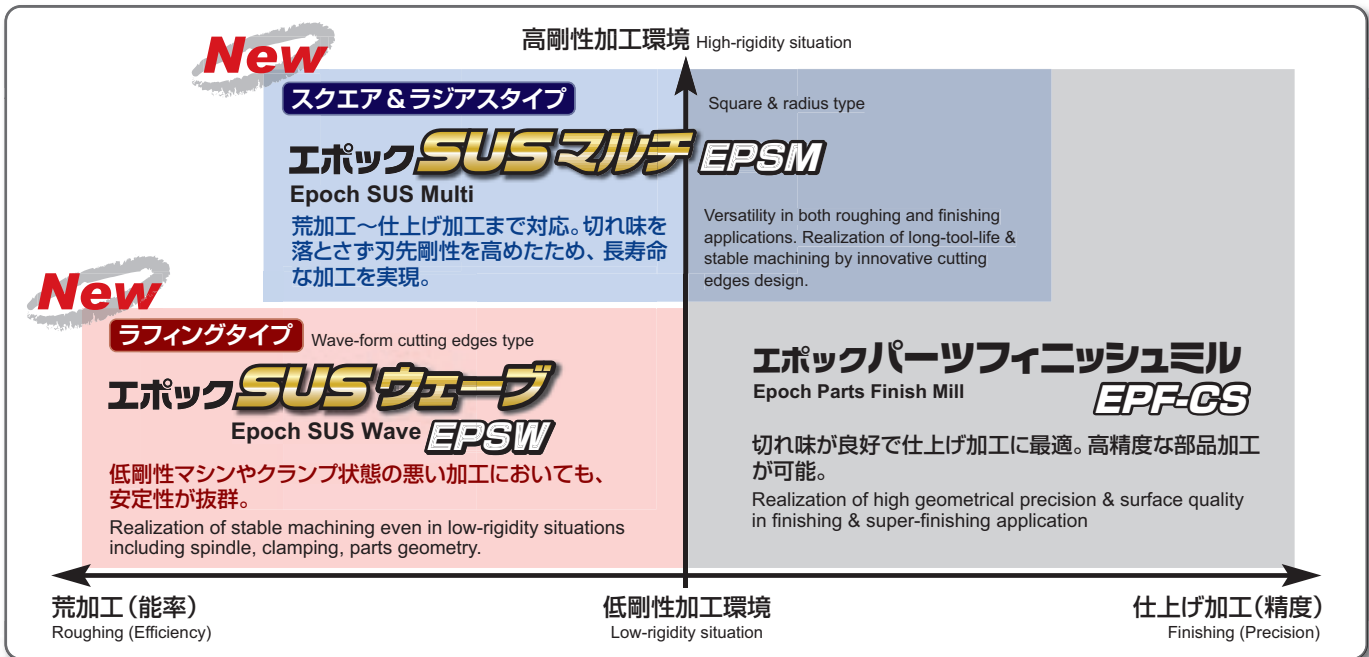 高剛性加工環境 High-rigidity situation
New
スクエア & ラジアスタイプ
Square & radius type
エポックSUSマルチ EPSM
Epoch SUS Multi
荒加工〜仕上げ加工まで対応。切れ味を
落とさず刃先剛性を高めたため、長寿命
な加工を実現。
Versatility in both roughing and finishing
applications. Realization of long-tool-life &
stable machining by innovative cutting
edges design.
New
ラフィングタイプ Wave-form cutting edges type
エポックSUSウェーブ
Epoch SUS Wave EPSW
低剛性マシンやクランプ状態の悪い加工においても、
安定性が抜群。
Realization of stable machining even in low-rigidity situations
including spindle, clamping, parts geometry.
エポックパーツフィニッシュミル
Epoch Parts Finish Mill EPF-CS
切れ味が良好で仕上げ加工に最適。高精度な部品加工
が可能。
Realization of high geometrical precision & surface quality
in finishing & super-finishing application
荒加工（能率）
Roughing (Efficiency)
低剛性加工環境
Low-rigidity situation
仕上げ加工（精度）
Finishing (Precision)